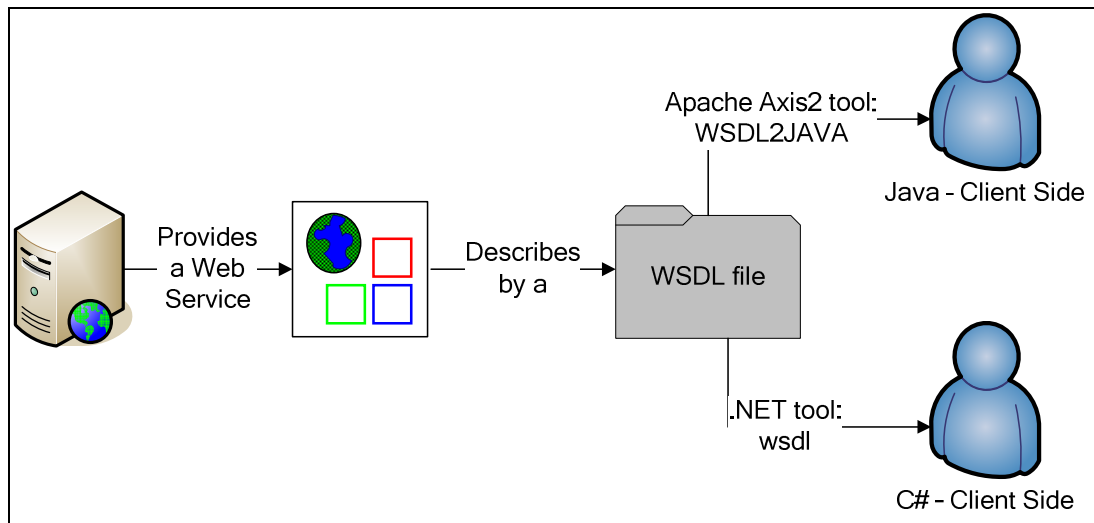 Provides
a Web
Service
Describes
by a
WSDL file
Apache Axis2 tool:
WSDL2JAVA
Java - Client Side
.NET tool:
wsdl
C# - Client Side